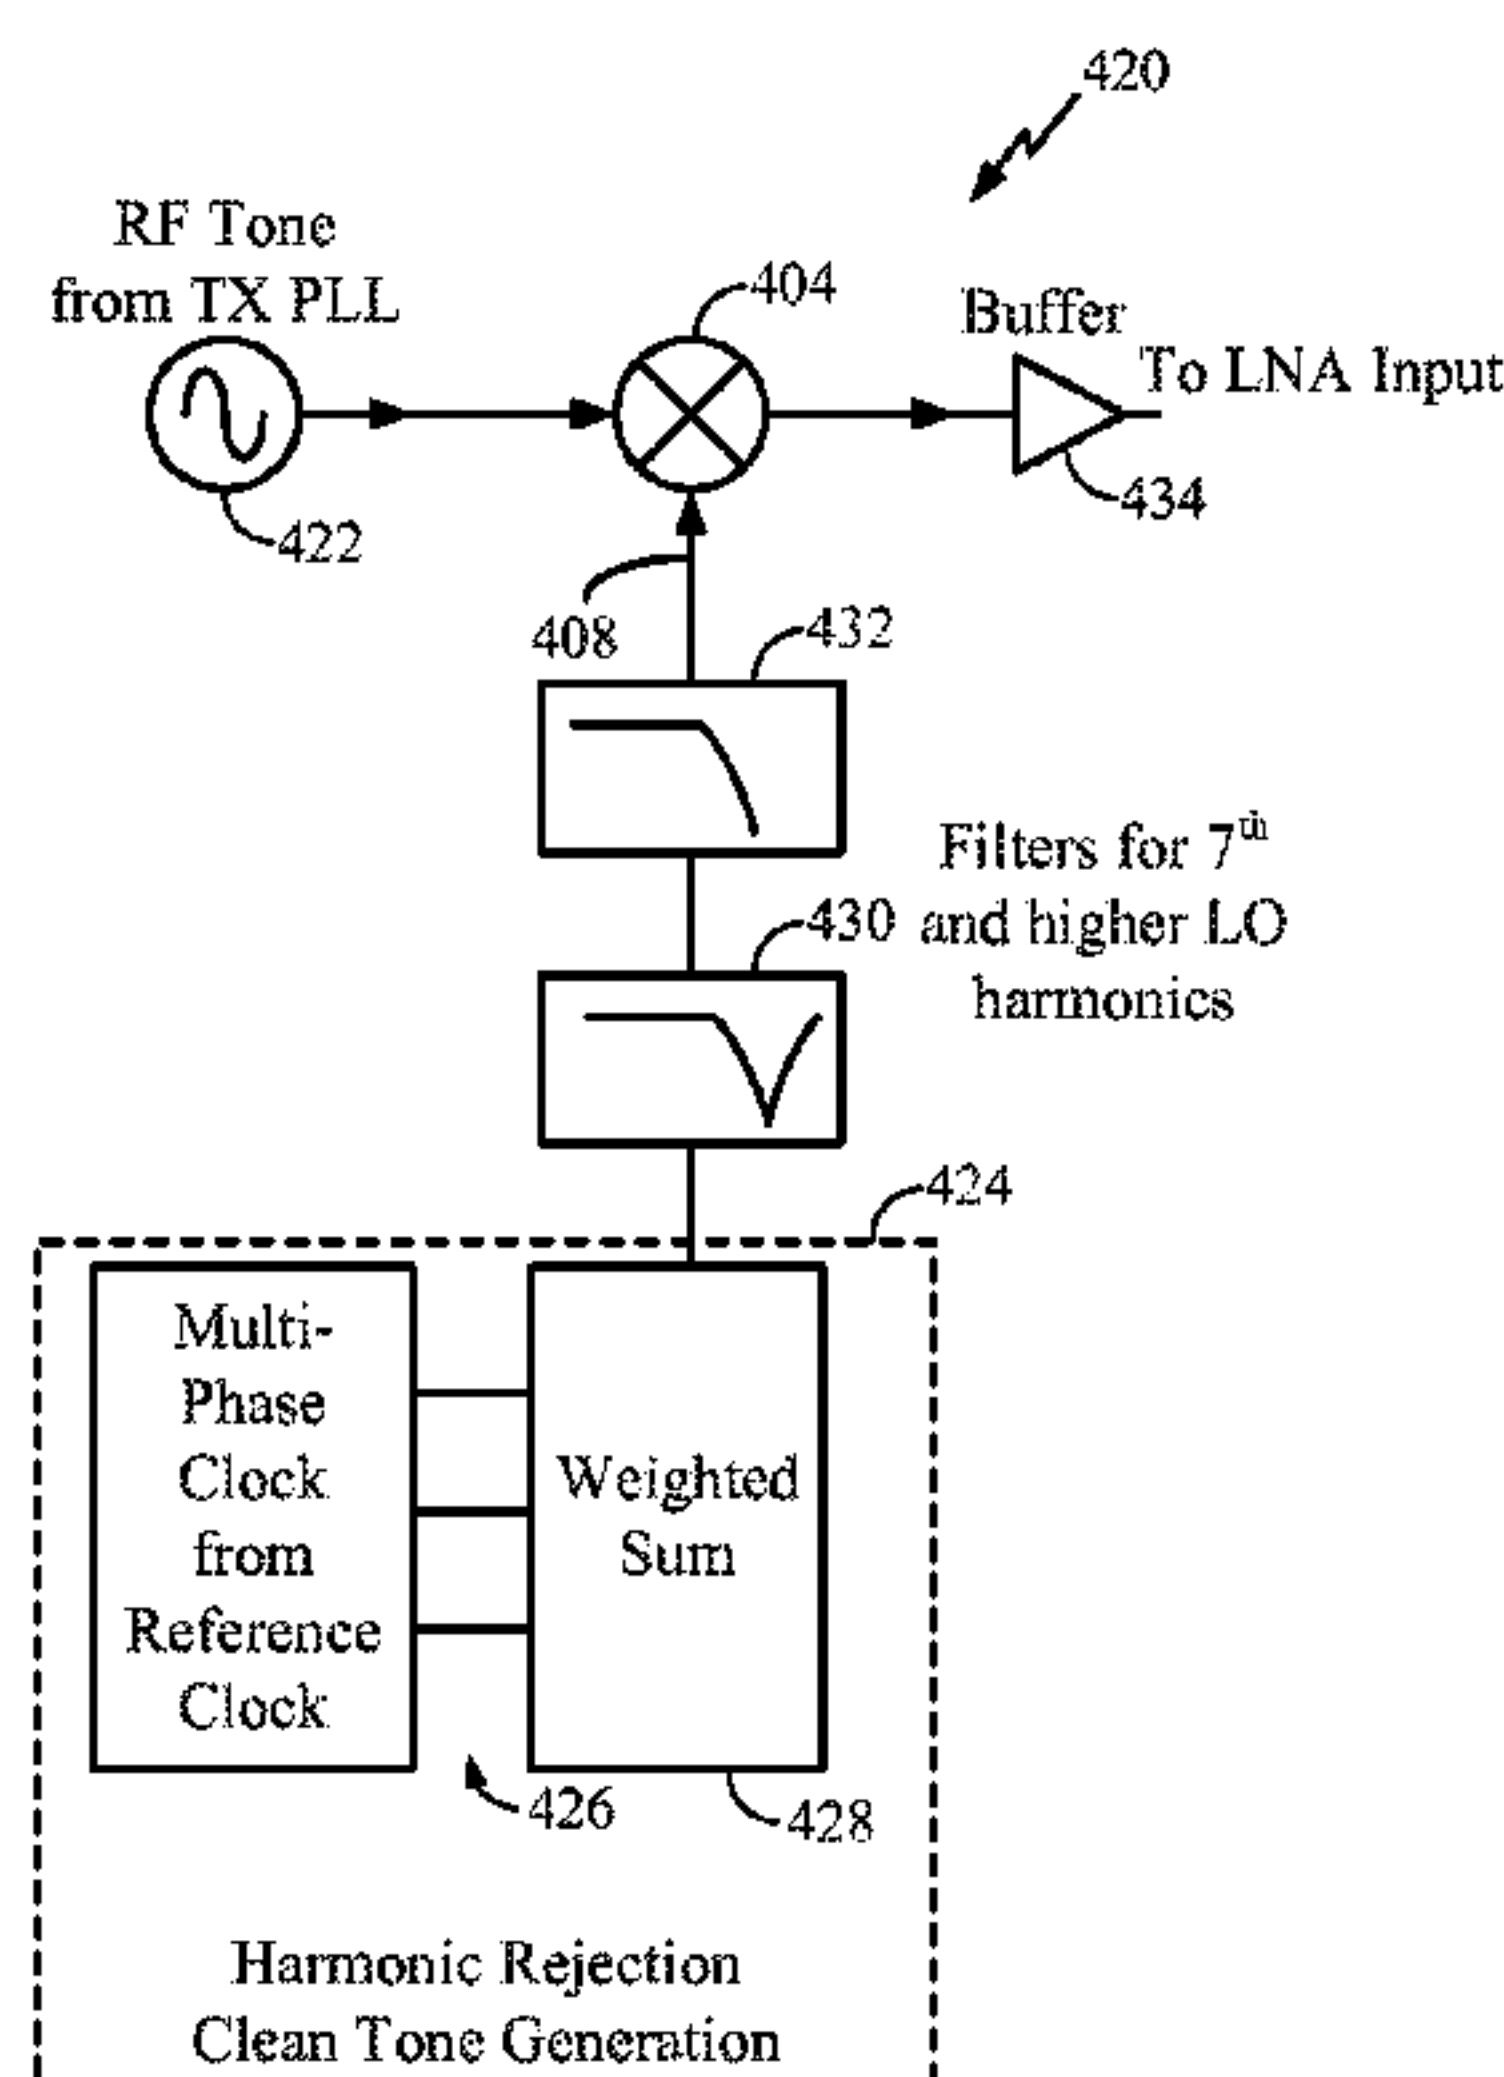 420
RF Tone
from TX PLL
404
Buffer
To LNA Input
422
434
408
432
Filters for 7th
430
and higher LO
harmonics
424
Multi-
Phase
Clock
from
Reference
Clock
Weighted
Sum
426
428
Harmonic Rejection
Clean Tone Generation